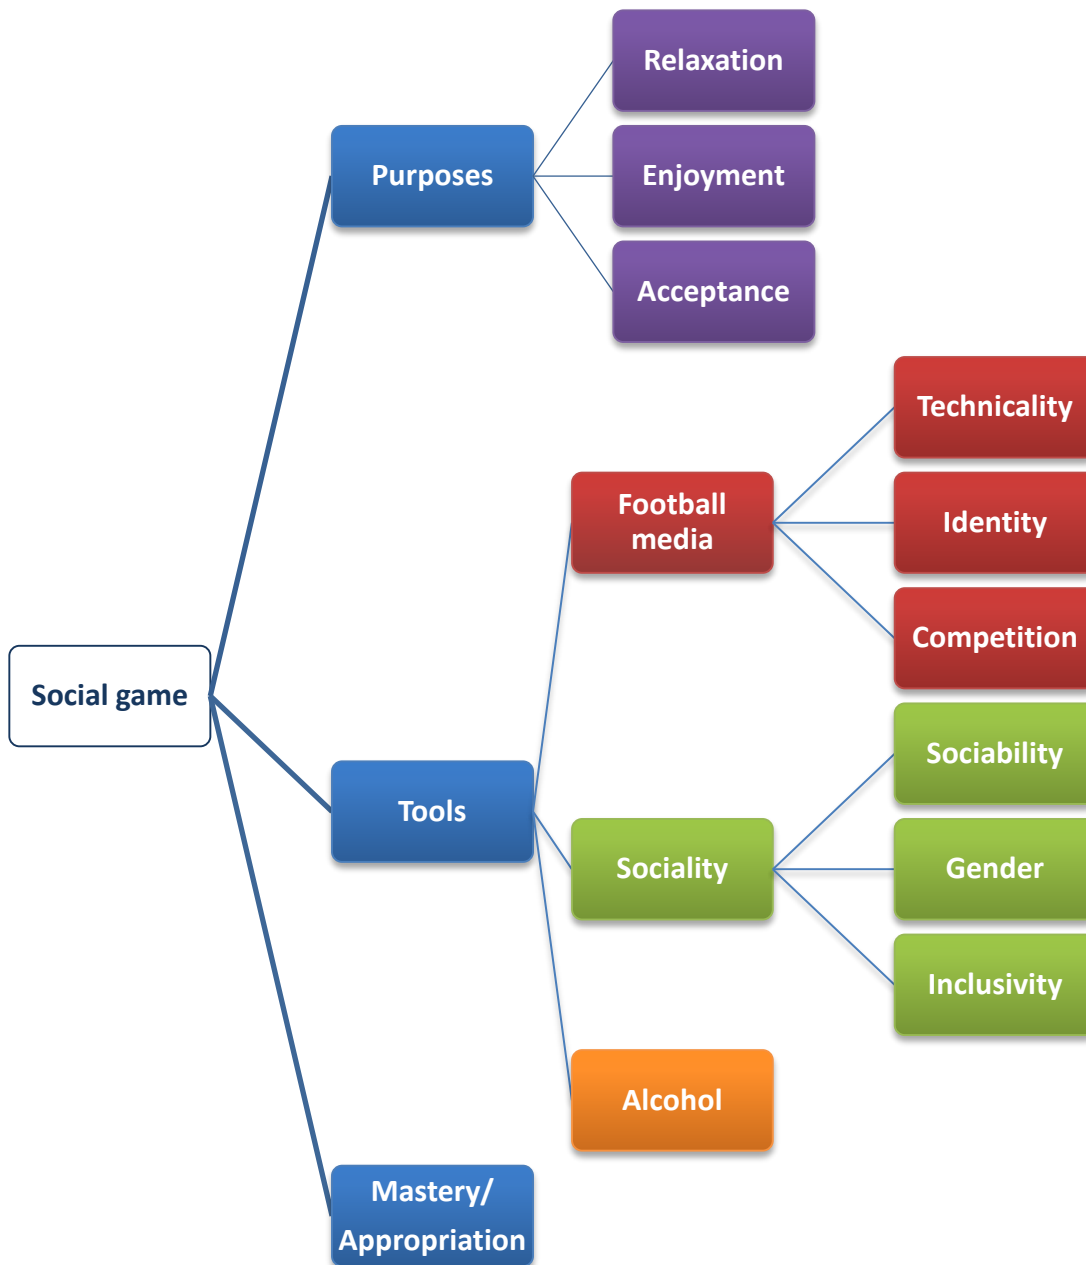 Relaxation
Purposes
Enjoyment
Acceptance
Technicality
Football
media
Identity
Competition
Social game
Sociability
Tools
Sociality
Gender
Inclusivity
Alcohol
Mastery/
Appropriation